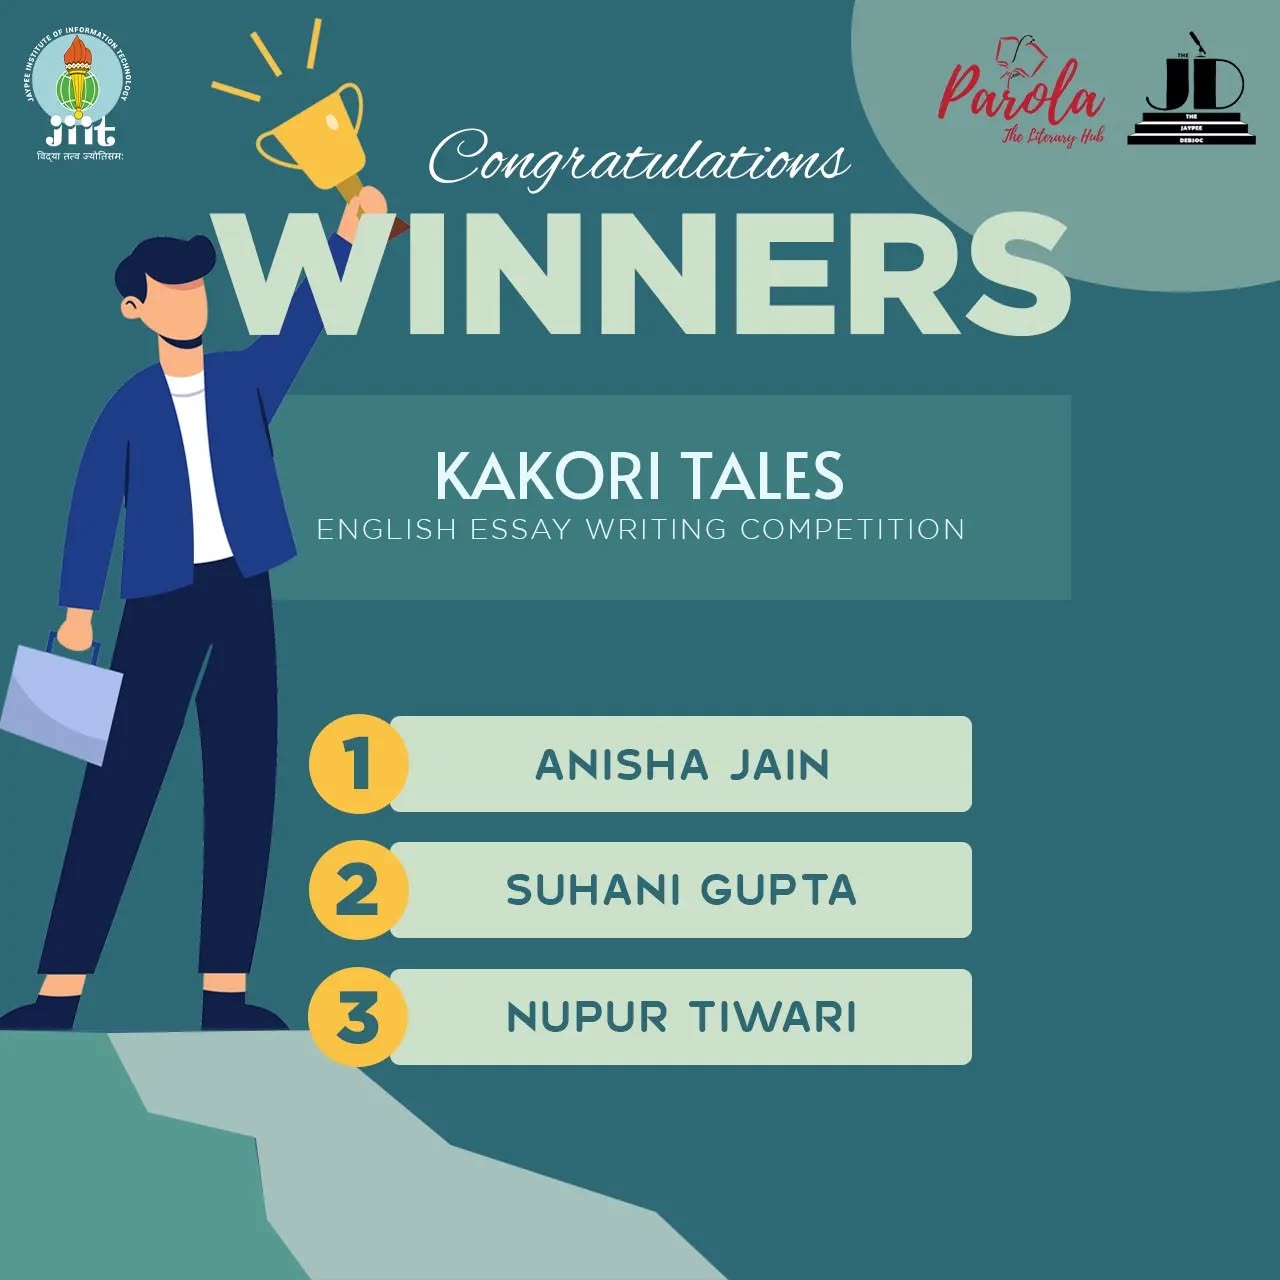 JAYPEE INSTITUTE OF INFORMATION TECHNOLOGY
jiit
विद्या तत्व ज्योतिसम:
Parola
The Literary Hub
THE
JD
THE
JAYPEE
DEBSOC
Congratulations
WINNERS
KAKORI TALES
ENGLISH ESSAY WRITING COMPETITION
1 ANISHA JAIN
2 SUHANI GUPTA
3 NUPUR TIWARI